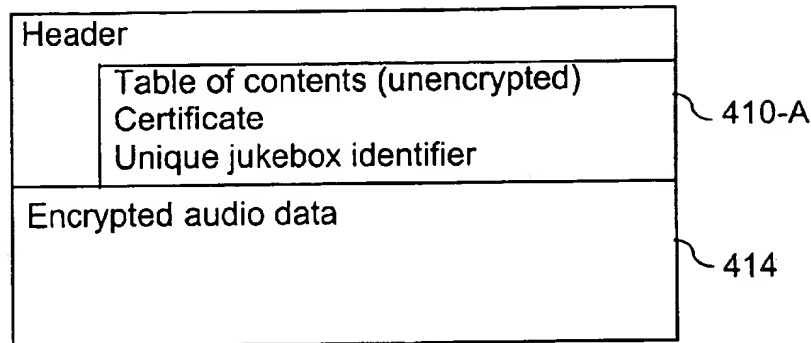 Header
Table of contents (unencrypted)
Certificate
Unique jukebox identifier
410-A
Encrypted audio data
414